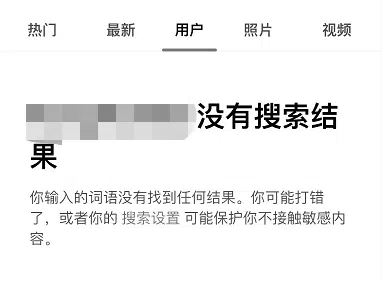 热门 最新 用户 照片 视频
没有搜索结
果
你输入的词语没有找到任何结果。你可能打错
了，或者你的 搜索设置 可能保护你不接触敏感内
容。